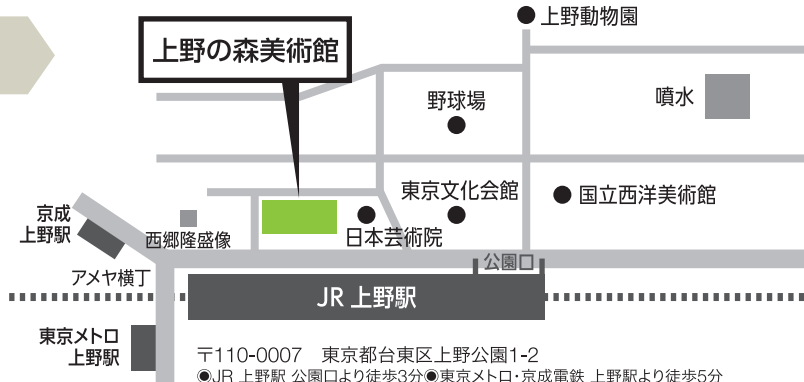 上野動物園
上野の森美術館
野球場
噴水
東京文化会館
国立西洋美術館
京成
上野駅
西郷隆盛像
日本芸術院
公園口
アメヤ横丁
JR 上野駅
東京メトロ
上野駅
〒110-0007 東京都台東区上野公園1-2
●JR 上野駅 公園口より徒歩3分●東京メトロ・京成電鉄 上野駅より徒歩5分